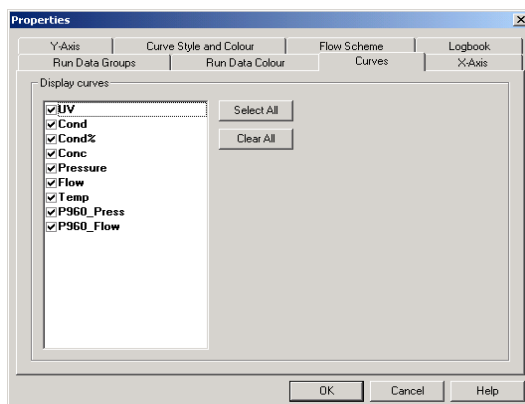 Properties
Y-Axis Curve Style and Colour Flow Scheme Logbook
Run Data Groups Run Data Colour Curves X-Axis
Display curves
UV
Cond
Cond%
Conc
Pressure
Flow
Temp
P960_Press
P960_Flow
Select All
Clear All
OK Cancel Help